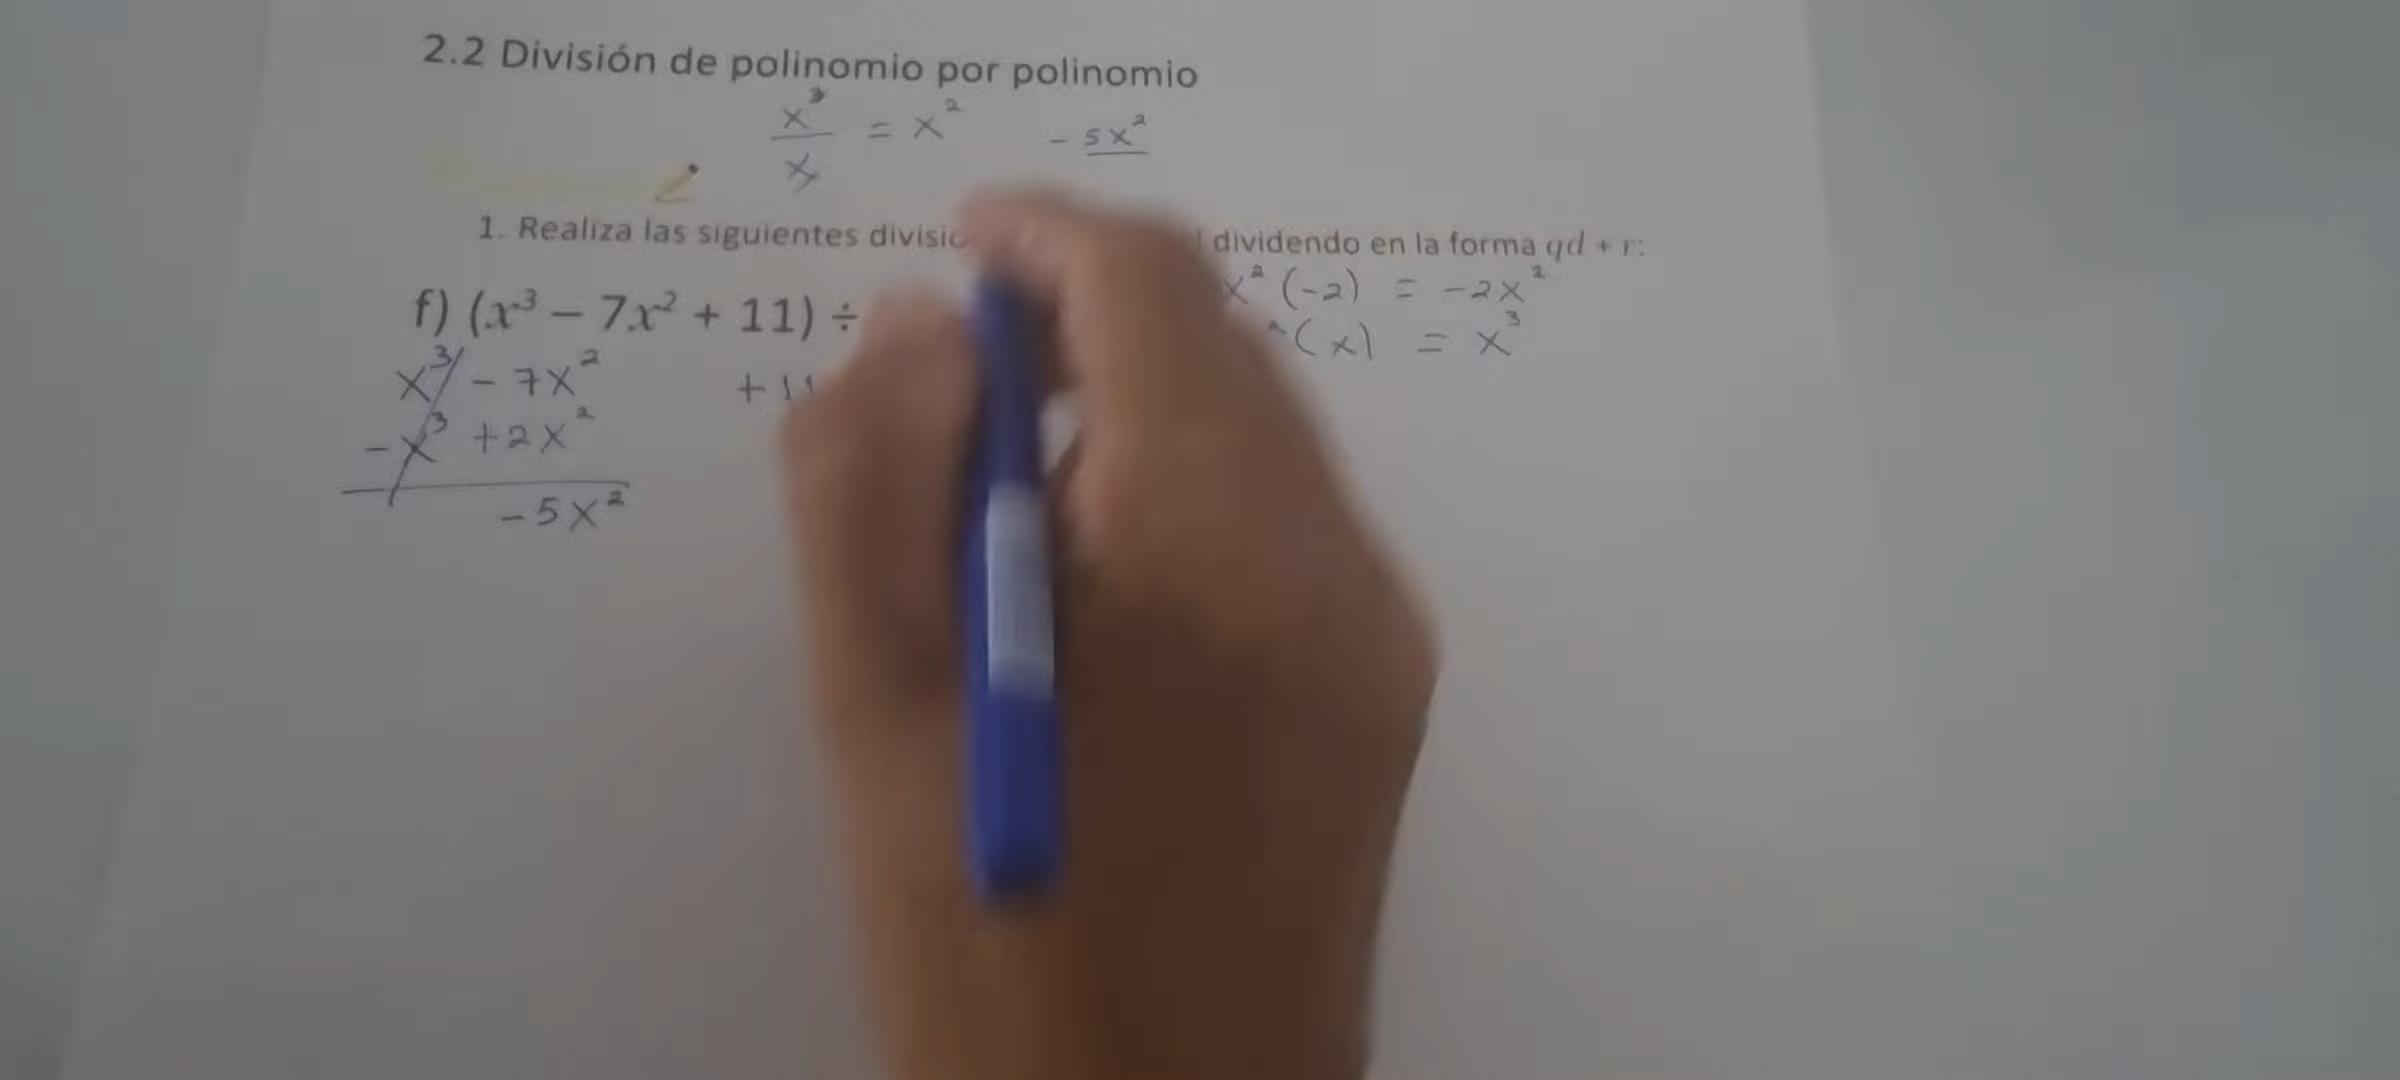 2.2 División de polinomio por polinomio
x³/x = x² - 5x²
1. Realiza las siguientes dividendo en la forma qd + r:
f) (x³ − 7x² + 11) ÷
x² (-2) = -2x²
(x) = x³
x³ - 7x² + 11
- x³ + 2x²
- 5x²